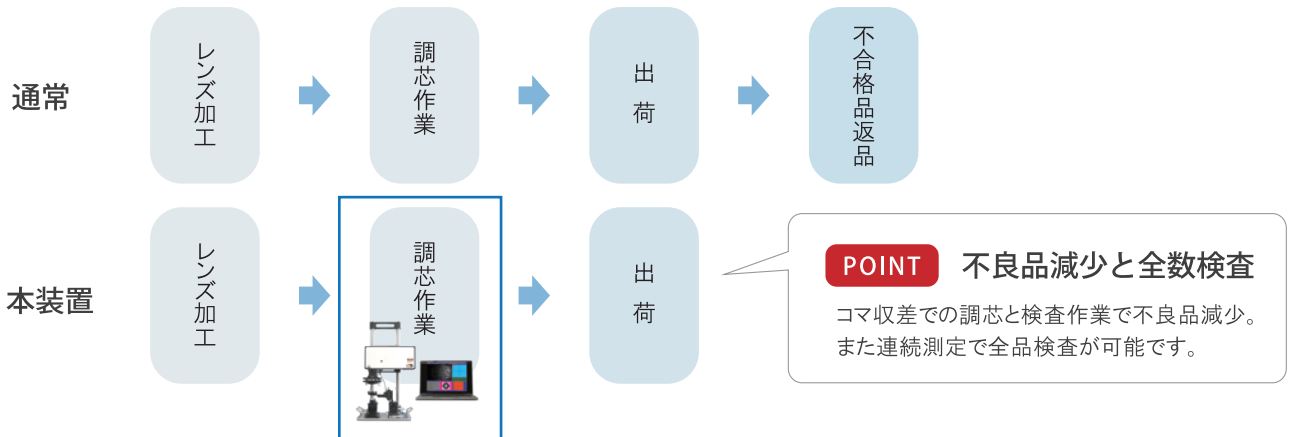 通常
レンズ加工
調芯作業
出荷
不合格品返品
本装置
レンズ加工
調芯作業
出荷
POINT 不良品減少と全数検査
コマ収差での調芯と検査作業で不良品減少。
また連続測定で全品検査が可能です。